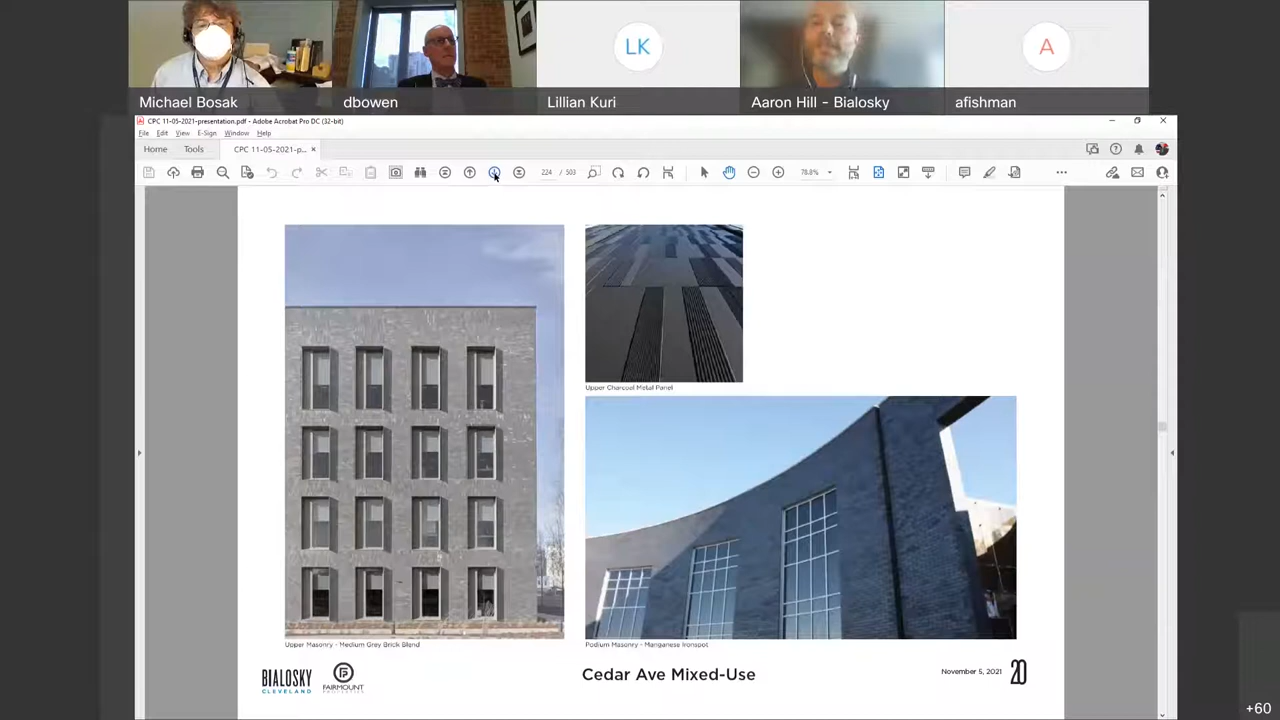 LK
A
Michael Bosak
dbowen
Lillian Kuri
Aaron Hill - Bialosky
afishman
CPC 11-05-2021-presentation.pdf - Adobe Acrobat Pro DC (32-bit)
File Edit View E-Sign Window Help
Home Tools CPC 11-05-2021-p... ×
224 / 503
78.8%
Upper Charcoal Metal Panel
Upper Masonry - Medium Grey Brick Blend
Podium Masonry - Manganese Ironspot
BIALOSKY
CLEVELAND
FAIRMOUNT
PROPERTIES
Cedar Ave Mixed-Use
November 5, 2021
20
+60